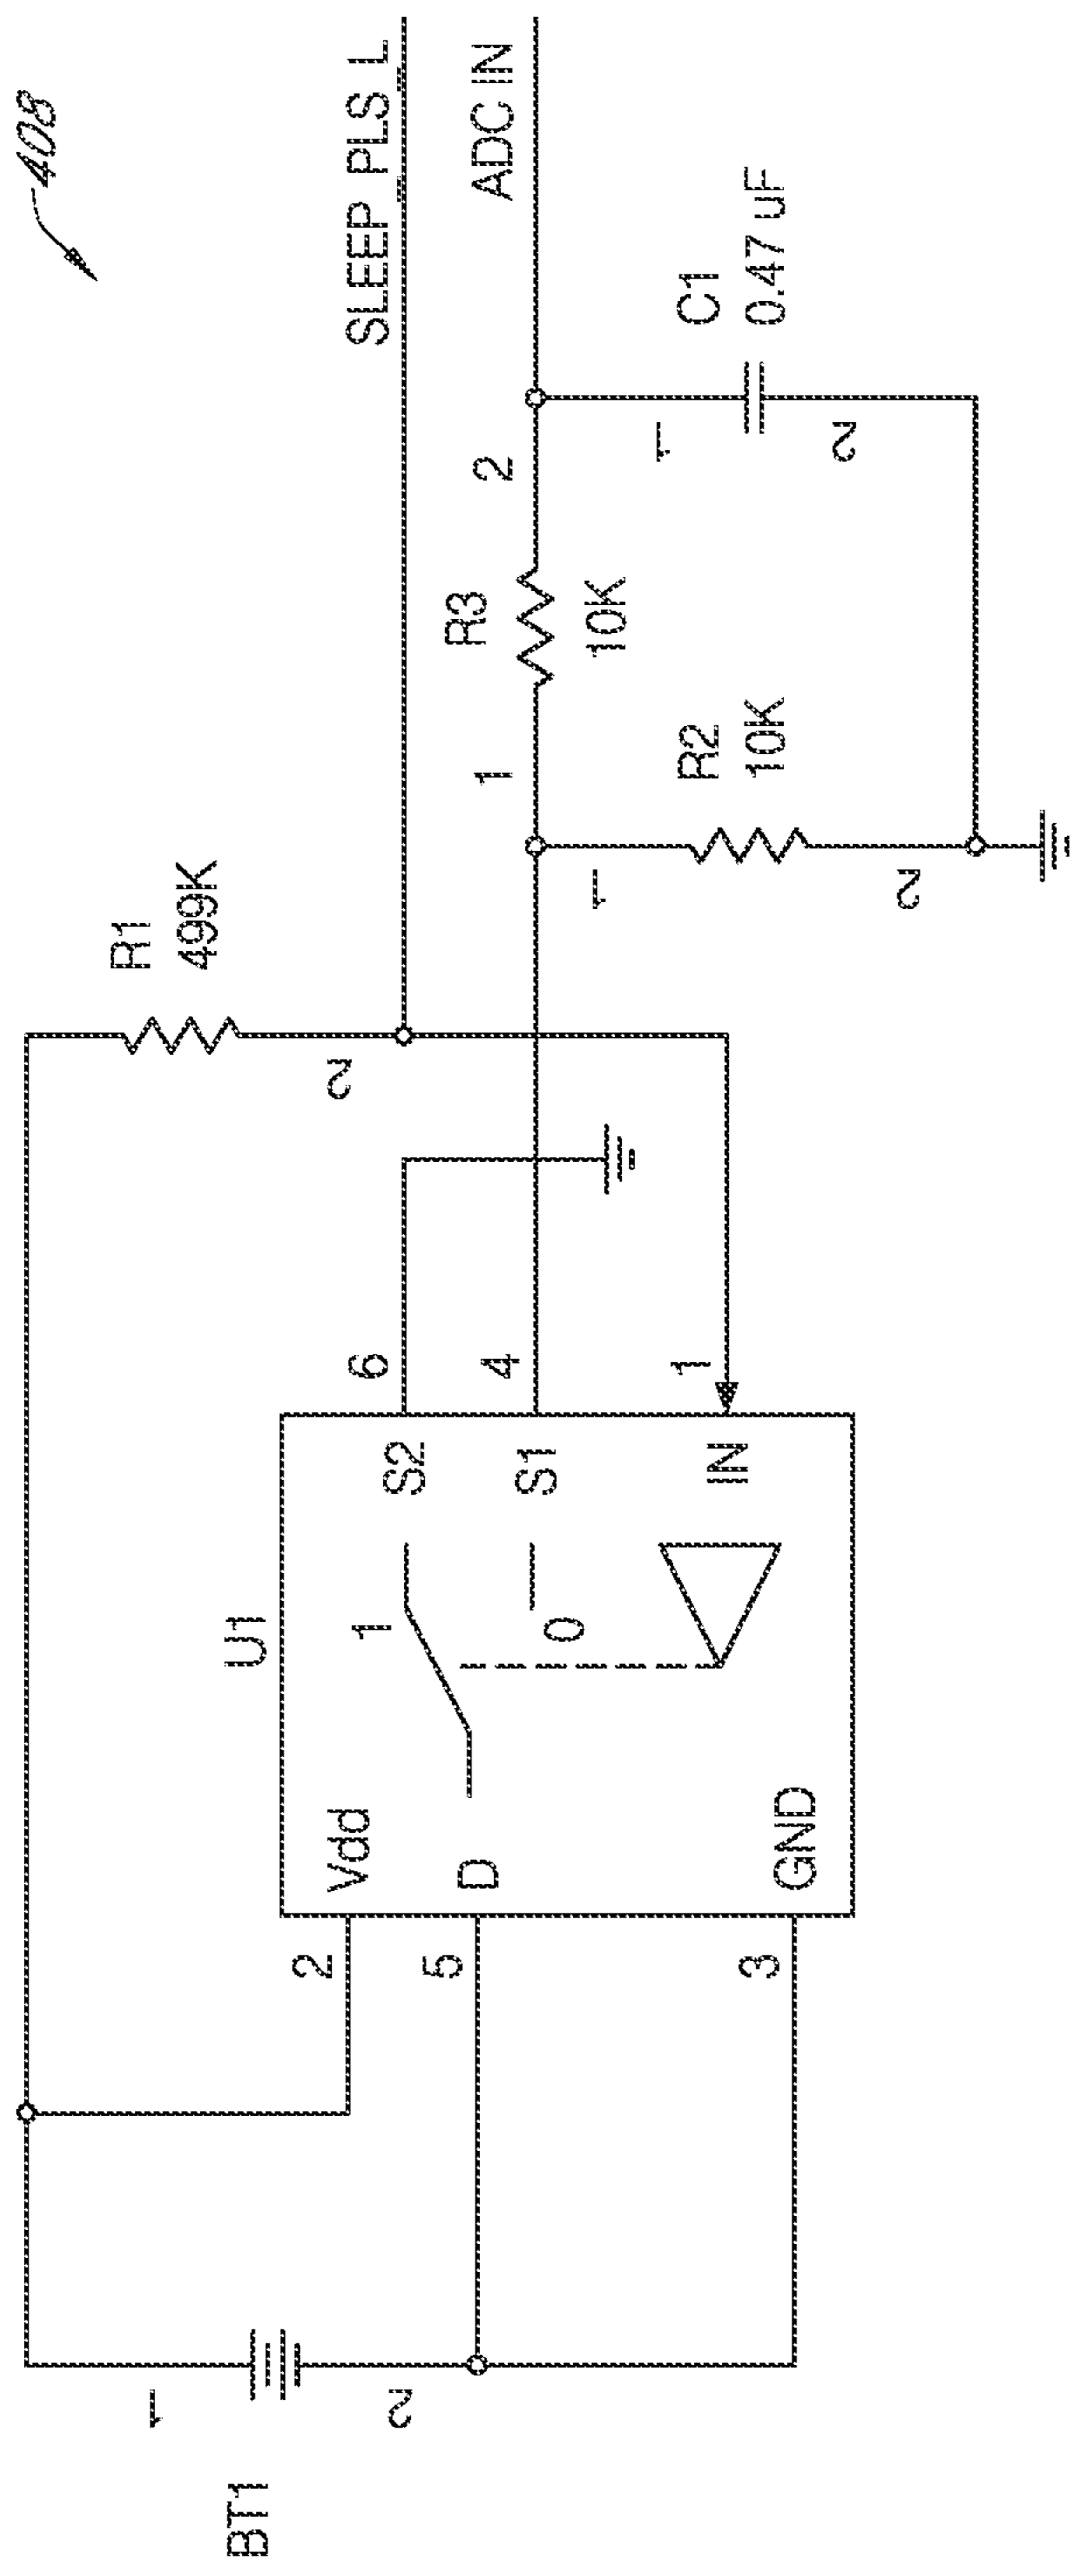 408
SLEEP_PLS_L
ADC IN
R1
499K
2
R3
10K
1
2
R2
10K
1
2
C1
0.47 uF
1
2
U1
Vdd
D
GND
S2
S1
IN
1
0
2
5
3
6
4
1
BT1
1
2